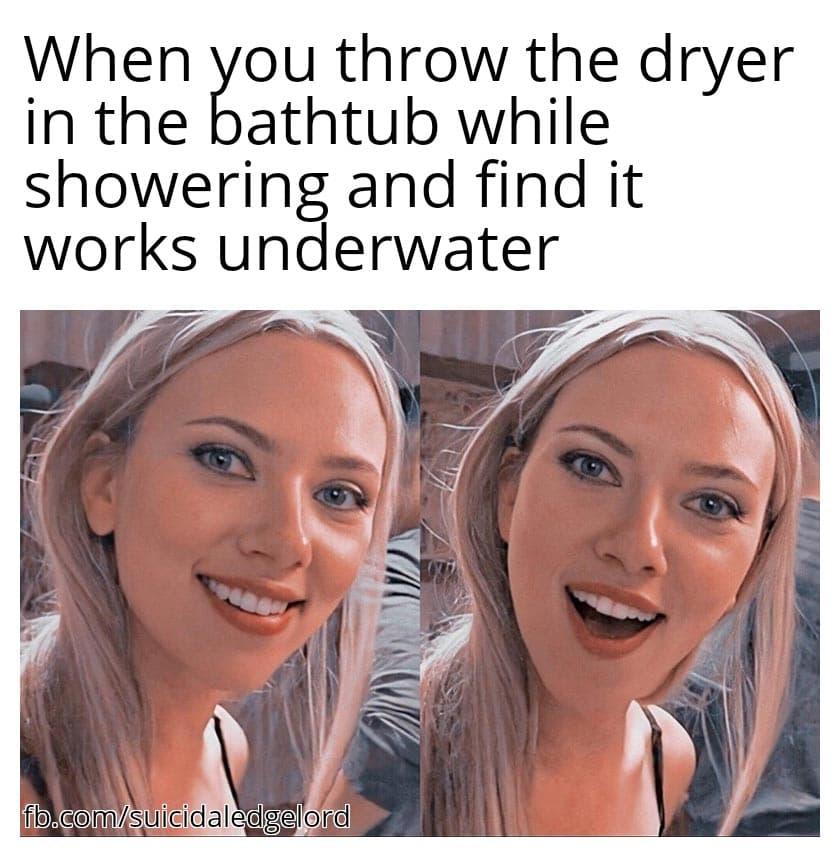 When you throw the dryer
in the bathtub while
showering and find it
works underwater
fb.com/suicidaledgelord